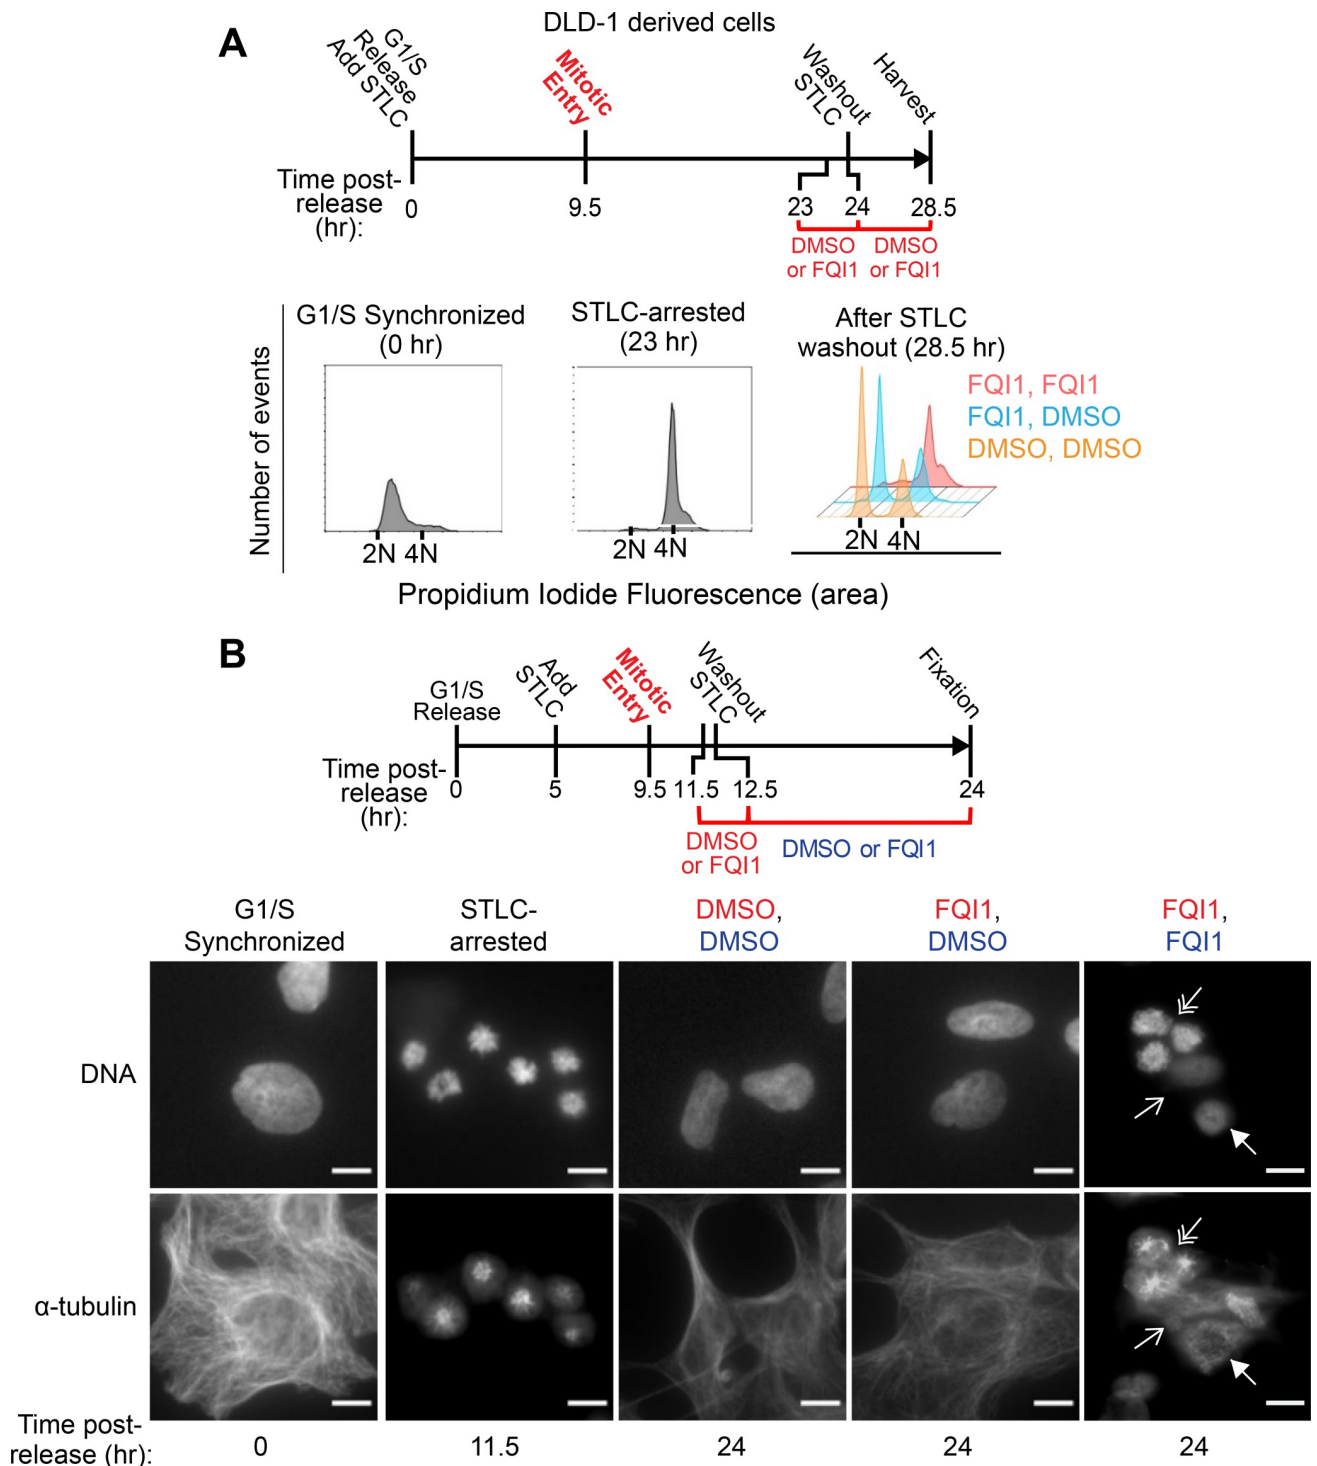 A
DLD-1 derived cells
G1/S
Release
Add STLC
Mitotic
Entry
Washout
STLC
Harvest
Time post-
release
(hr):
0
9.5
23
24
28.5
DMSO
or FQI1
DMSO
or FQI1
Number of events
G1/S Synchronized
(0 hr)
STLC-arrested
(23 hr)
After STLC
washout (28.5 hr)
FQI1, FQI1
FQI1, DMSO
DMSO, DMSO
2N 4N
2N 4N
2N 4N
Propidium Iodide Fluorescence (area)
B
G1/S
Release
Add
STLC
Mitotic
Entry
Washout
STLC
Fixation
Time post-
release
(hr):
0
5
9.5
11.5
12.5
24
DMSO
or FQI1
DMSO or FQI1
G1/S
Synchronized
STLC-
arrested
DMSO,
DMSO
FQI1,
DMSO
FQI1,
FQI1
DNA
α-tubulin
Time post-
release (hr):
0
11.5
24
24
24